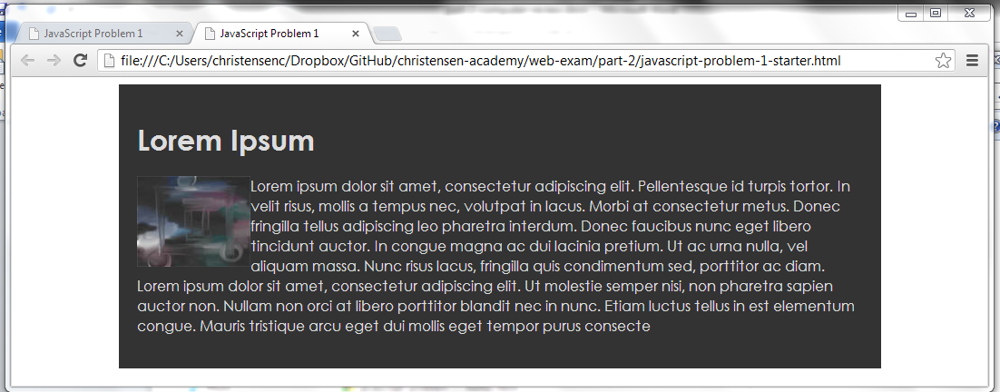 JavaScript Problem 1
JavaScript Problem 1
file:///C:/Users/christensenc/Dropbox/GitHub/christensen-academy/web-exam/part-2/javascript-problem-1-starter.html
Lorem Ipsum
Lorem ipsum dolor sit amet, consectetur adipiscing elit. Pellentesque id turpis tortor. In
velit risus, mollis a tempus nec, volutpat in lacus. Morbi at consectetur metus. Donec
fringilla tellus adipiscing leo pharetra interdum. Donec faucibus nunc eget libero
tincidunt auctor. In congue magna ac dui lacinia pretium. Ut ac urna nulla, vel
aliquam massa. Nunc risus lacus, fringilla quis condimentum sed, porttitor ac diam.
Lorem ipsum dolor sit amet, consectetur adipiscing elit. Ut molestie semper nisi, non pharetra sapien
auctor non. Nullam non orci at libero porttitor blandit nec in nunc. Etiam luctus tellus in est elementum
congue. Mauris tristique arcu eget dui mollis eget tempor purus consecte